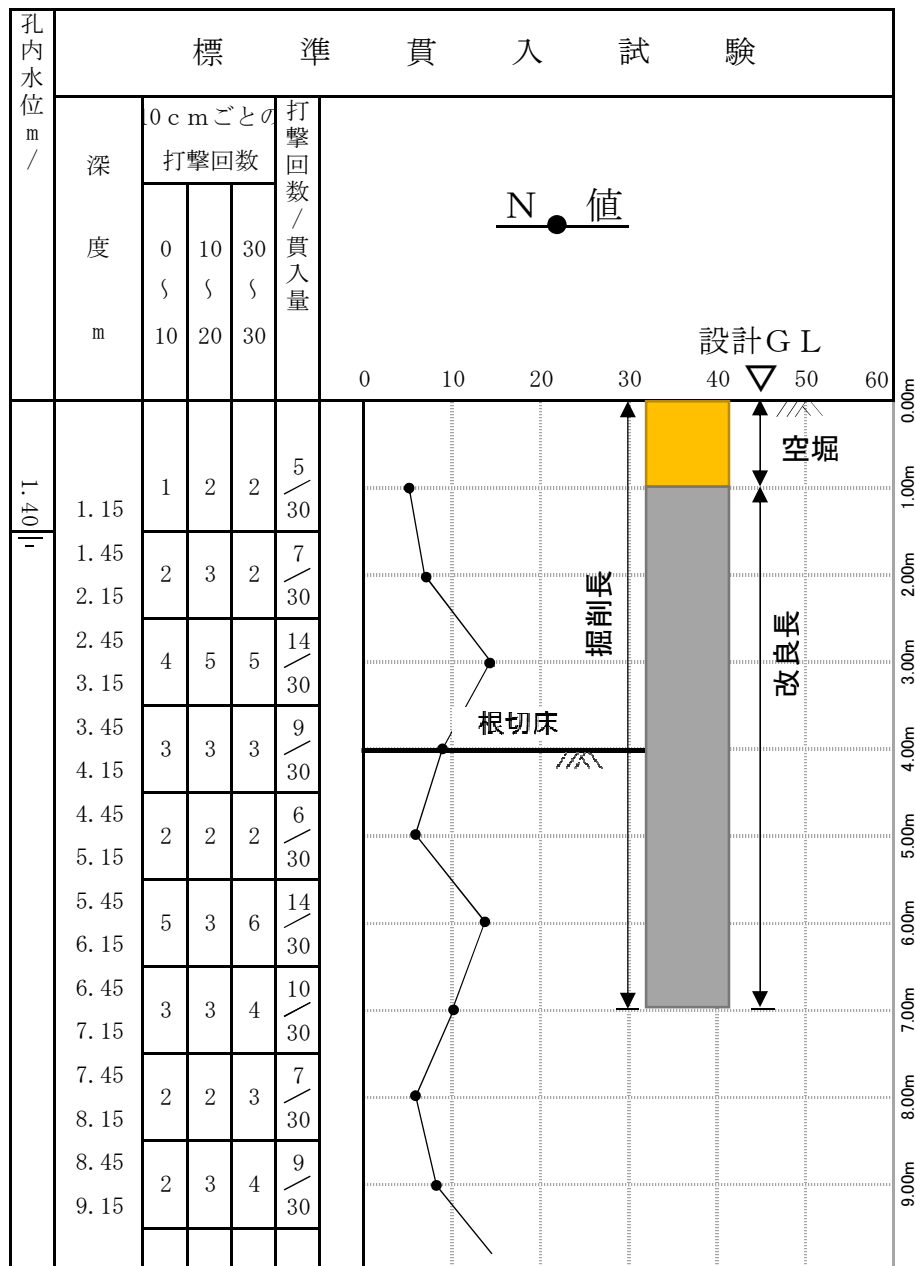 孔内水位m/
標準貫入試験
深度m
10cmごとの
打撃回数
打撃回数/貫入量
N 値
0 10 30
〜 〜 〜
10 20 30
設計GL
0 10 20 30 40 50 60
0.00m
空堀
1.40
1.15
1 2 2 5/30
1.00m
1.45
2.15
2 3 2 7/30
2.00m
掘削長
改良長
2.45
3.15
4 5 5 14/30
3.00m
3.45
4.15
3 3 3 9/30
根切床
4.00m
4.45
5.15
2 2 2 6/30
5.00m
5.45
6.15
5 3 6 14/30
6.00m
6.45
7.15
3 3 4 10/30
7.00m
7.45
8.15
2 2 3 7/30
8.00m
8.45
9.15
2 3 4 9/30
9.00m